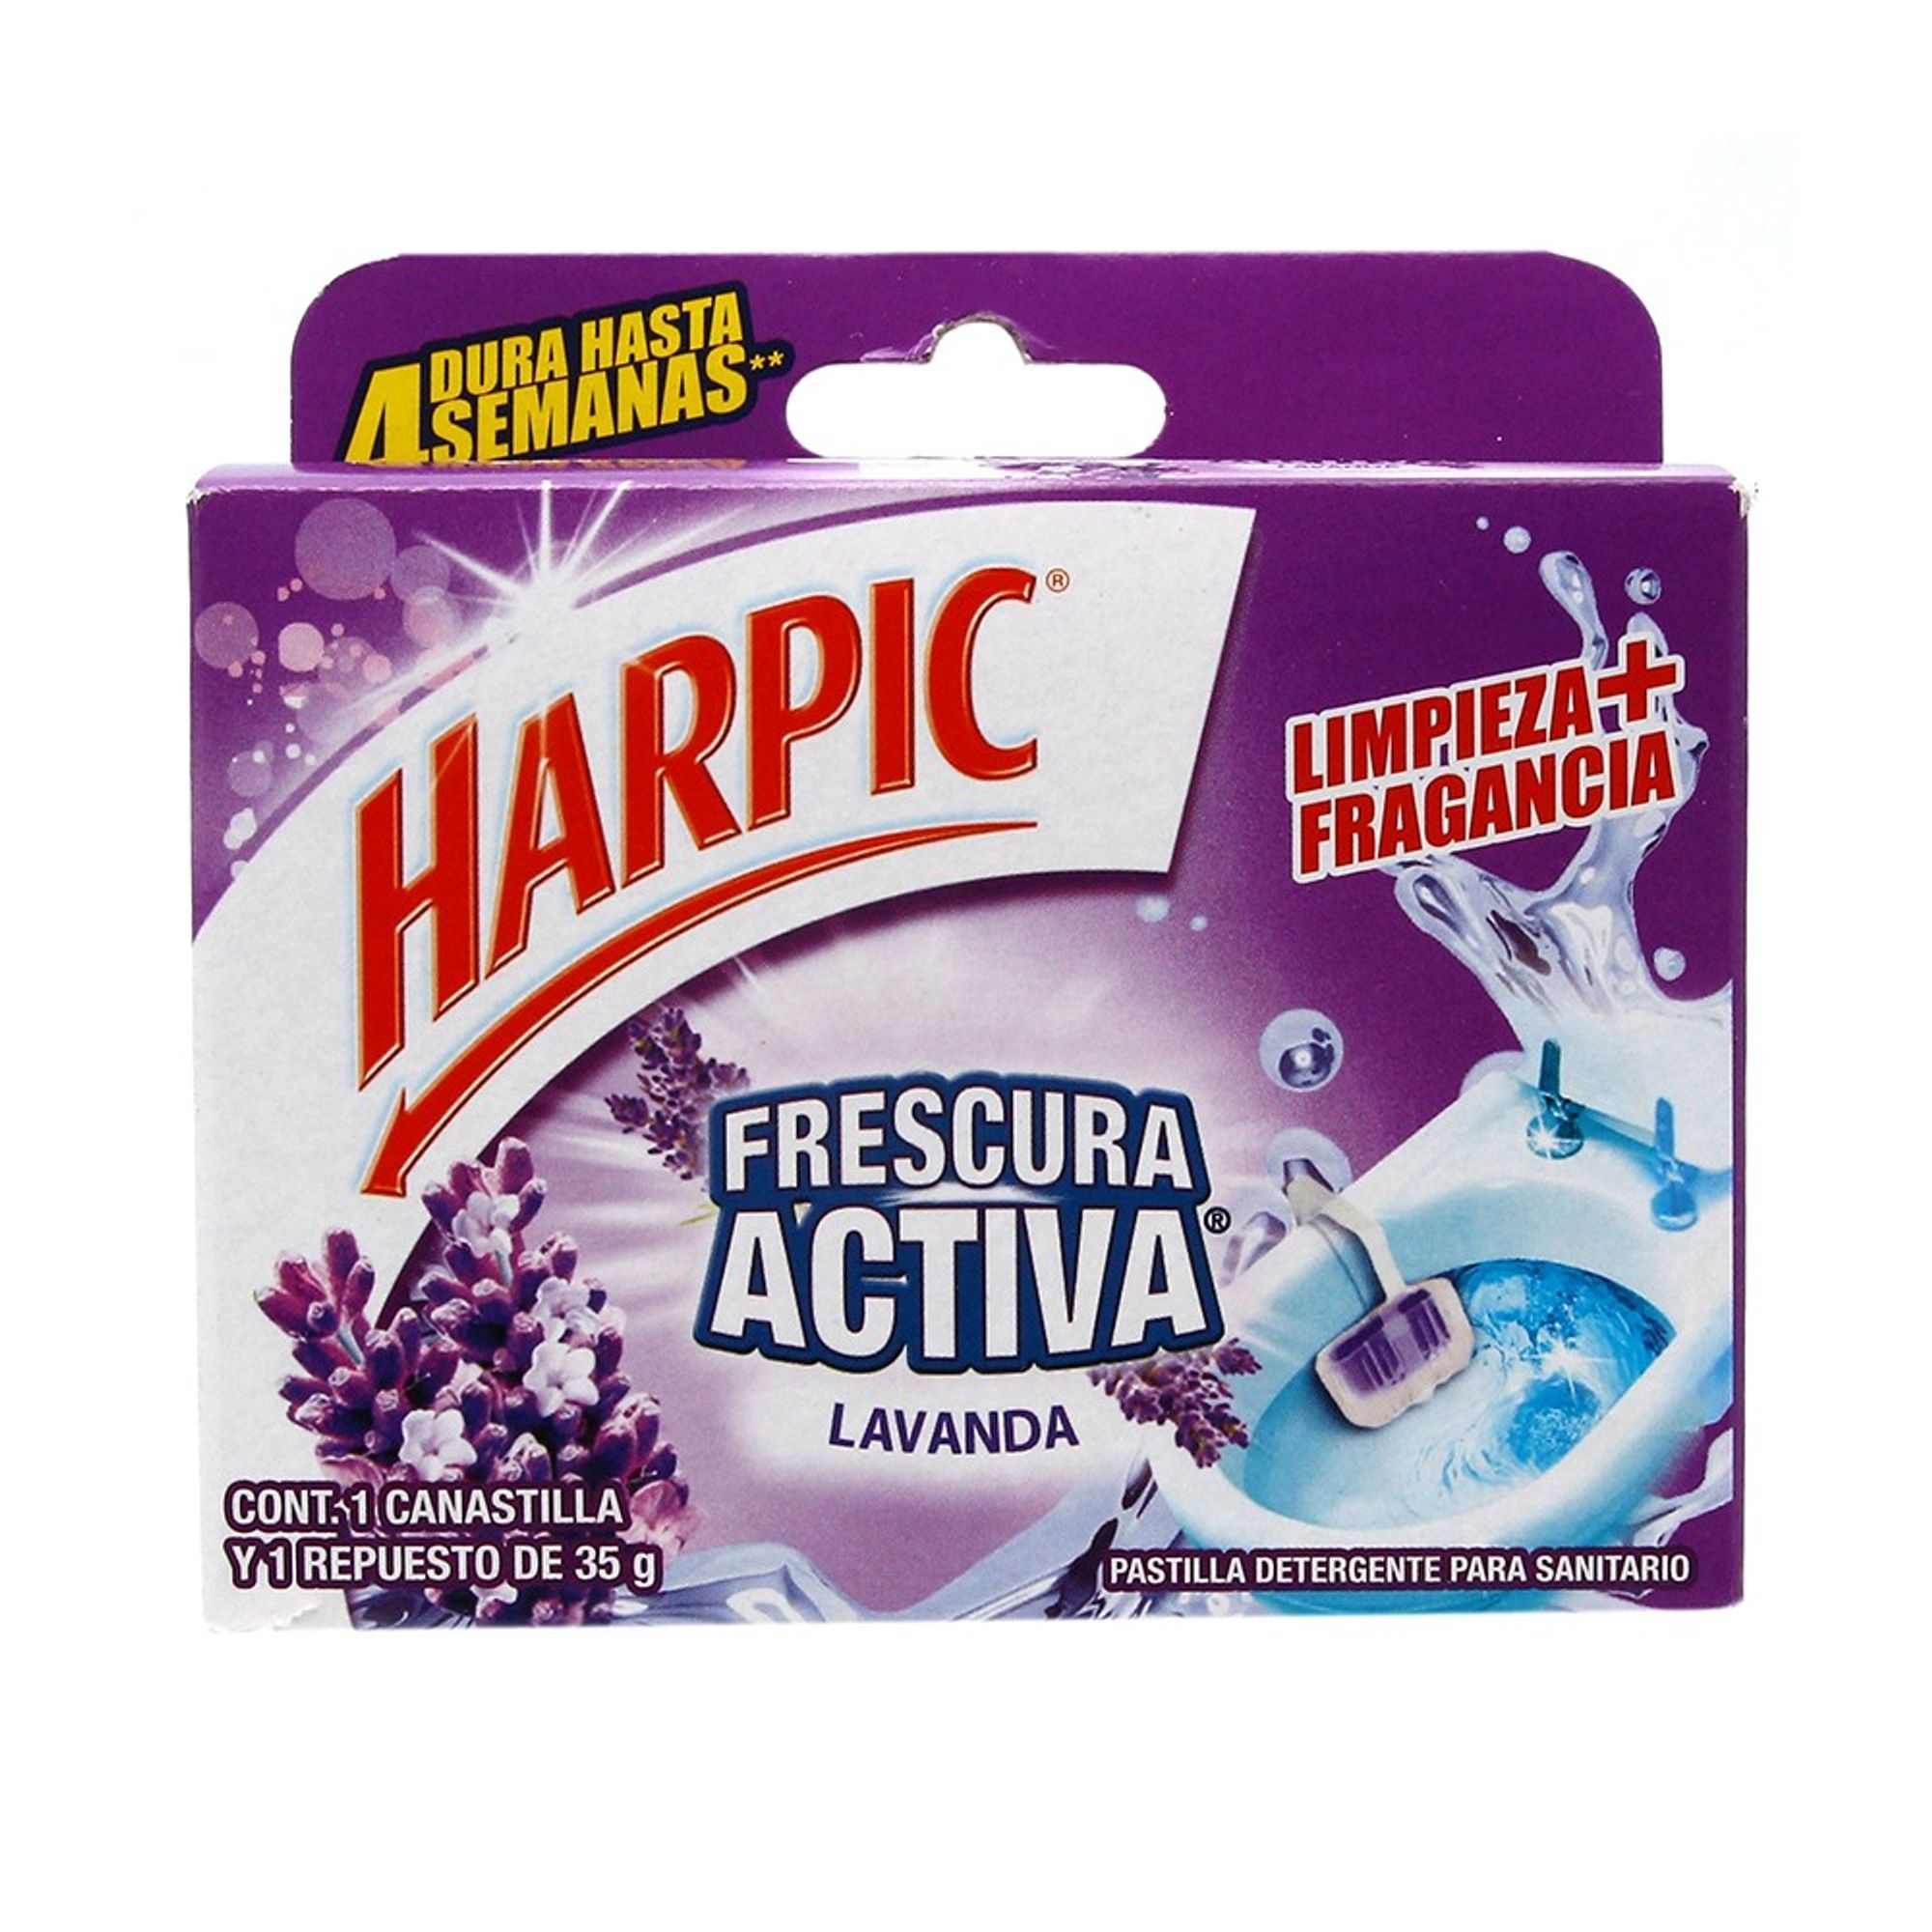 DURA HASTA
4 SEMANAS**
HARPIC®
LIMPIEZA+
FRAGANCIA
FRESCURA
ACTIVA®
LAVANDA
CONT. 1 CANASTILLA
Y 1 REPUESTO DE 35 g
PASTILLA DETERGENTE PARA SANITARIO